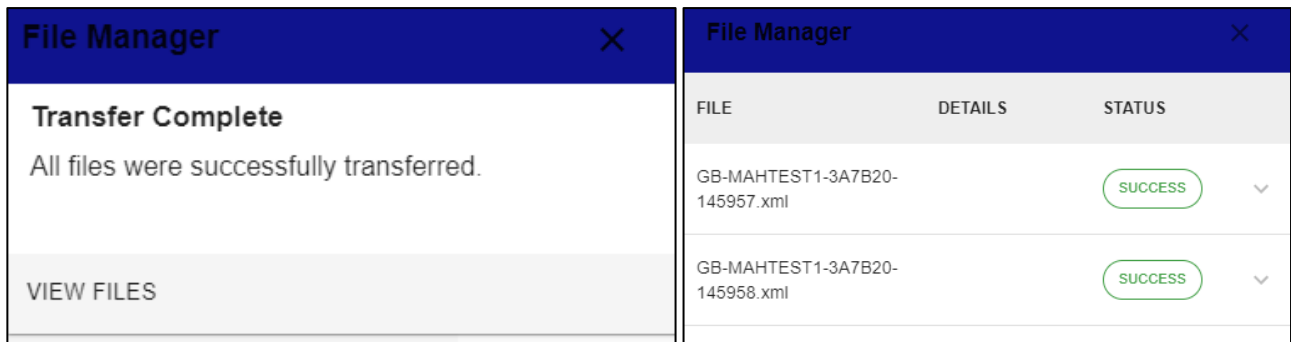 File Manager
Transfer Complete
All files were successfully transferred.
VIEW FILES
File Manager
FILE DETAILS STATUS
GB-MAHTEST1-3A7B20-
145957.xml
SUCCESS
GB-MAHTEST1-3A7B20-
145958.xml
SUCCESS